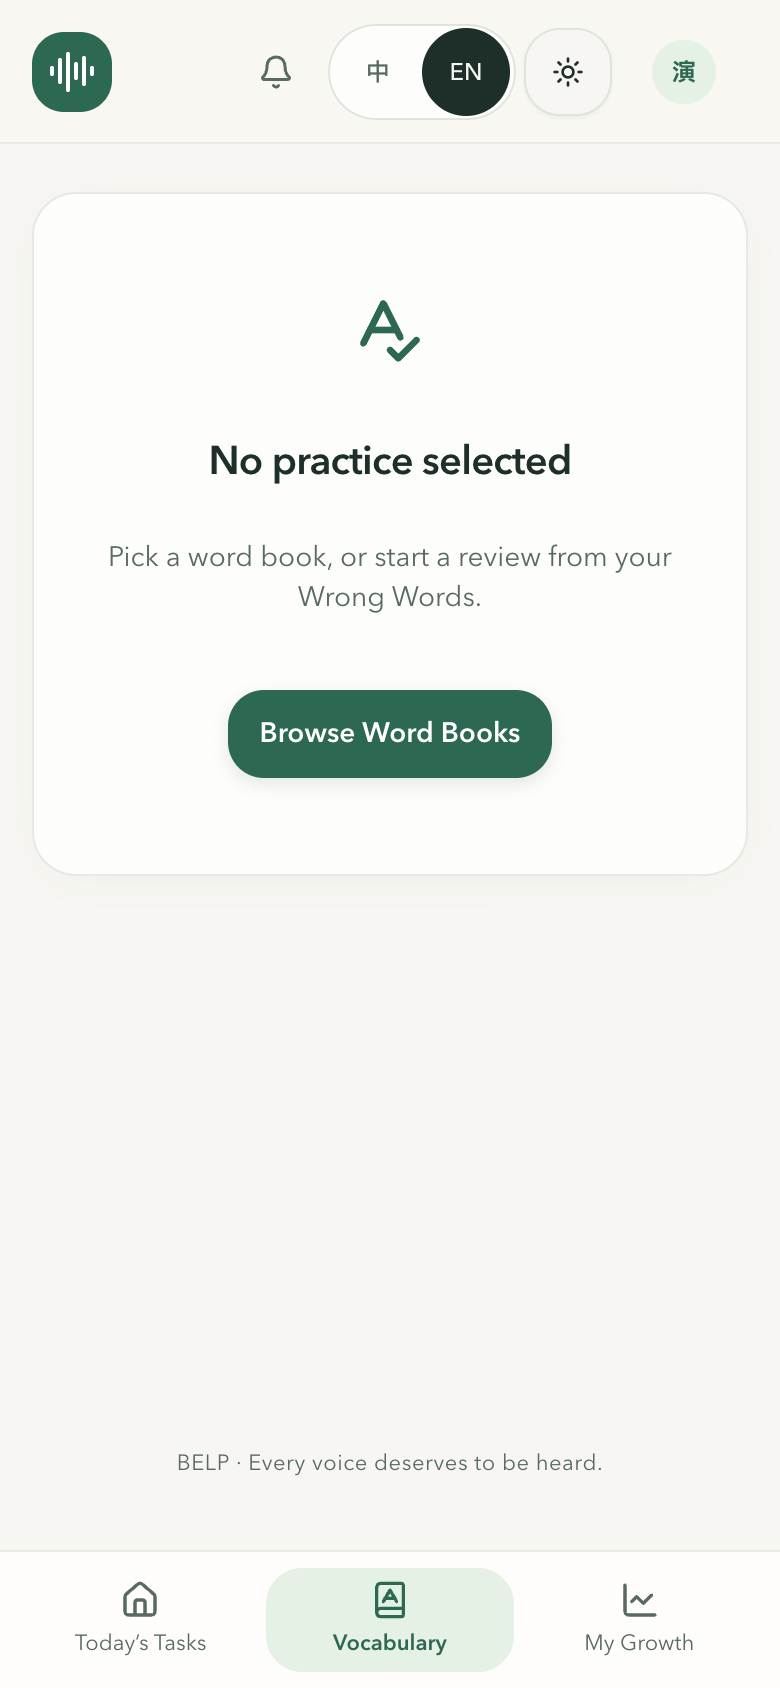 中
EN
演
No practice selected
Pick a word book, or start a review from your
Wrong Words.
Browse Word Books
BELP · Every voice deserves to be heard.
Today's Tasks
Vocabulary
My Growth